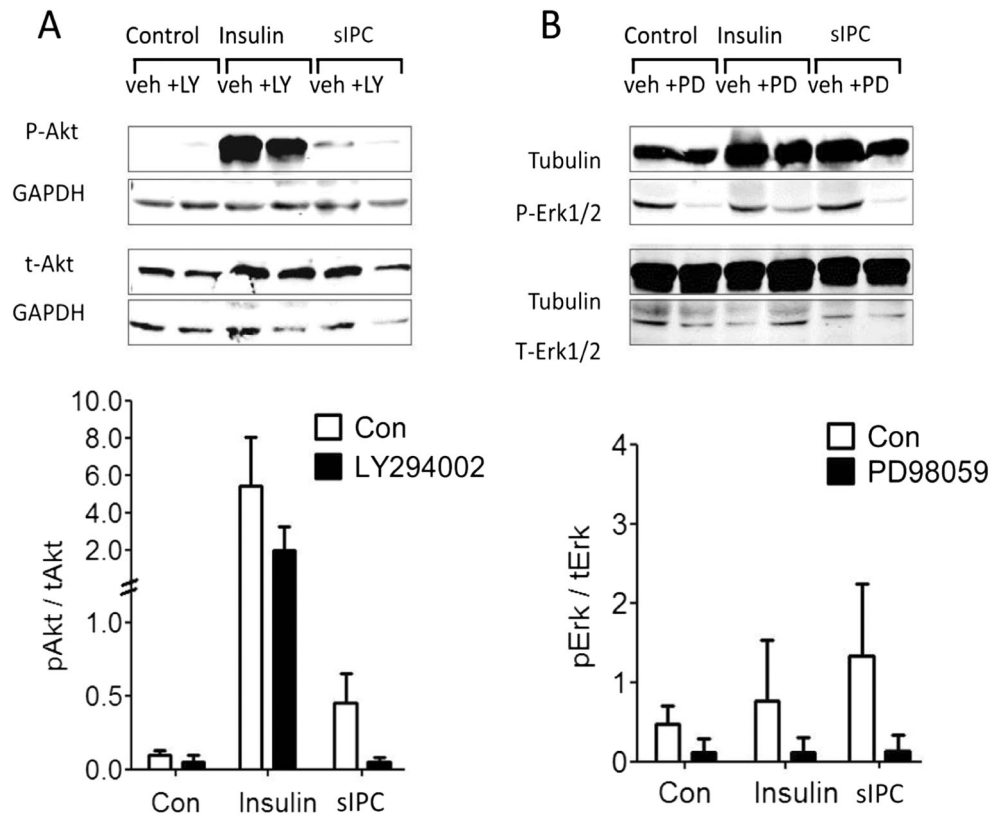 A
Control Insulin sIPC
veh +LY veh +LY veh +LY
P-Akt
GAPDH
t-Akt
GAPDH
10.0
8.0
6.0
4.0
2.0
1.0
0.5
0.0
pAkt / tAkt
Con
LY294002
Con Insulin sIPC
B
Control Insulin sIPC
veh +PD veh +PD veh +PD
Tubulin
P-Erk1/2
Tubulin
T-Erk1/2
4
3
2
1
0
pErk / tErk
Con
PD98059
Con Insulin sIPC